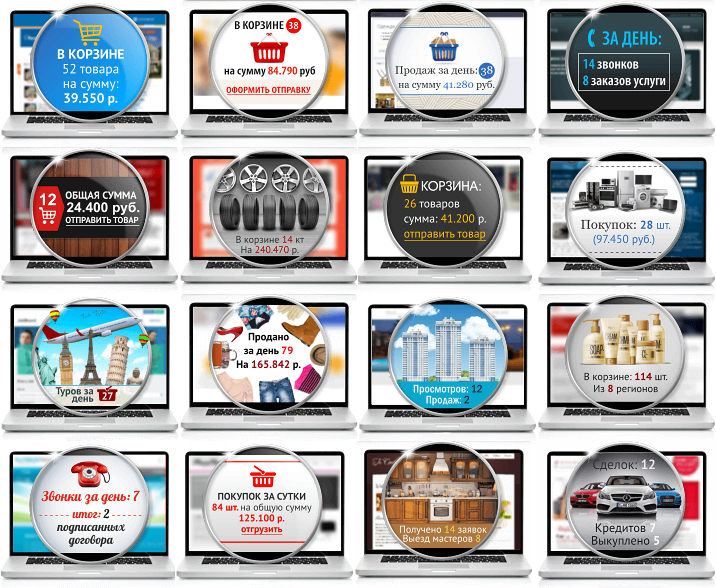 В КОРЗИНЕ
52 товара
на сумму:
39.550 р.
В КОРЗИНЕ 38
на сумму 84.790 руб
ОФОРМИТЬ ОТПРАВКУ
Продаж за день: 38
на сумму 41.280 руб.
ЗА ДЕНЬ:
14 звонков
8 заказов услуги
12
ОБЩАЯ СУММА
24.400 руб.
ОТПРАВИТЬ ТОВАР
В корзине 14 кт
На 240.470 р.
КОРЗИНА:
26 товаров
сумма: 41.200 р.
отправить товар
Покупок: 28 шт.
(97.450 руб.)
Туров за
день 27
Продано
за день 79
На 165.842 р.
Просмотров: 12
Продаж: 2
В корзине: 114 шт.
Из 8 регионов
Звонки за день: 7
итог: 2
подписанных
договора
ПОКУПОК ЗА СУТКИ
84 шт. на общую сумму
125.100 р.
отгрузить
Получено 14 заявок
Выезд мастеров 8
Сделок: 12
Кредитов 7
Выкуплено 5